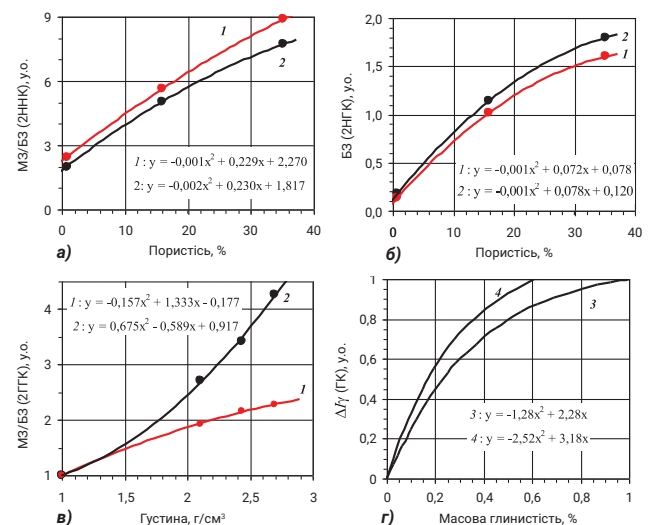 9
6
3
0
МЗ/БЗ (2ННК), у.о.
1
2
1 : y = -0,001x² + 0,229x + 2,270
2: y = -0,002x² + 0,230x + 1,817
0 10 20 30 40
а) Пористісь, %
2,0
1,5
1,0
0,5
0,0
БЗ (2НГК), у.о.
2
1
1 : y = -0,001x² + 0,072x + 0,078
2 : y = -0,001x² + 0,078x + 0,120
0 10 20 30 40
б) Пористісь, %
4
3
2
1
МЗ/БЗ (2ГГК), у.о.
1 : y = -0,157x² + 1,333x - 0,177
2 : y = 0,675x² - 0,589x + 0,917
2
1
1 1,5 2 2,5 3
в) Густина, г/см³
1
0,8
0,6
0,4
0,2
0
ΔIγ (ГК), у.о.
4
3
3 : y = -1,28x² + 2,28x
4 : y = -2,52x² + 3,18x
0 0,2 0,4 0,6 0,8 1
г) Масова глинистість, %